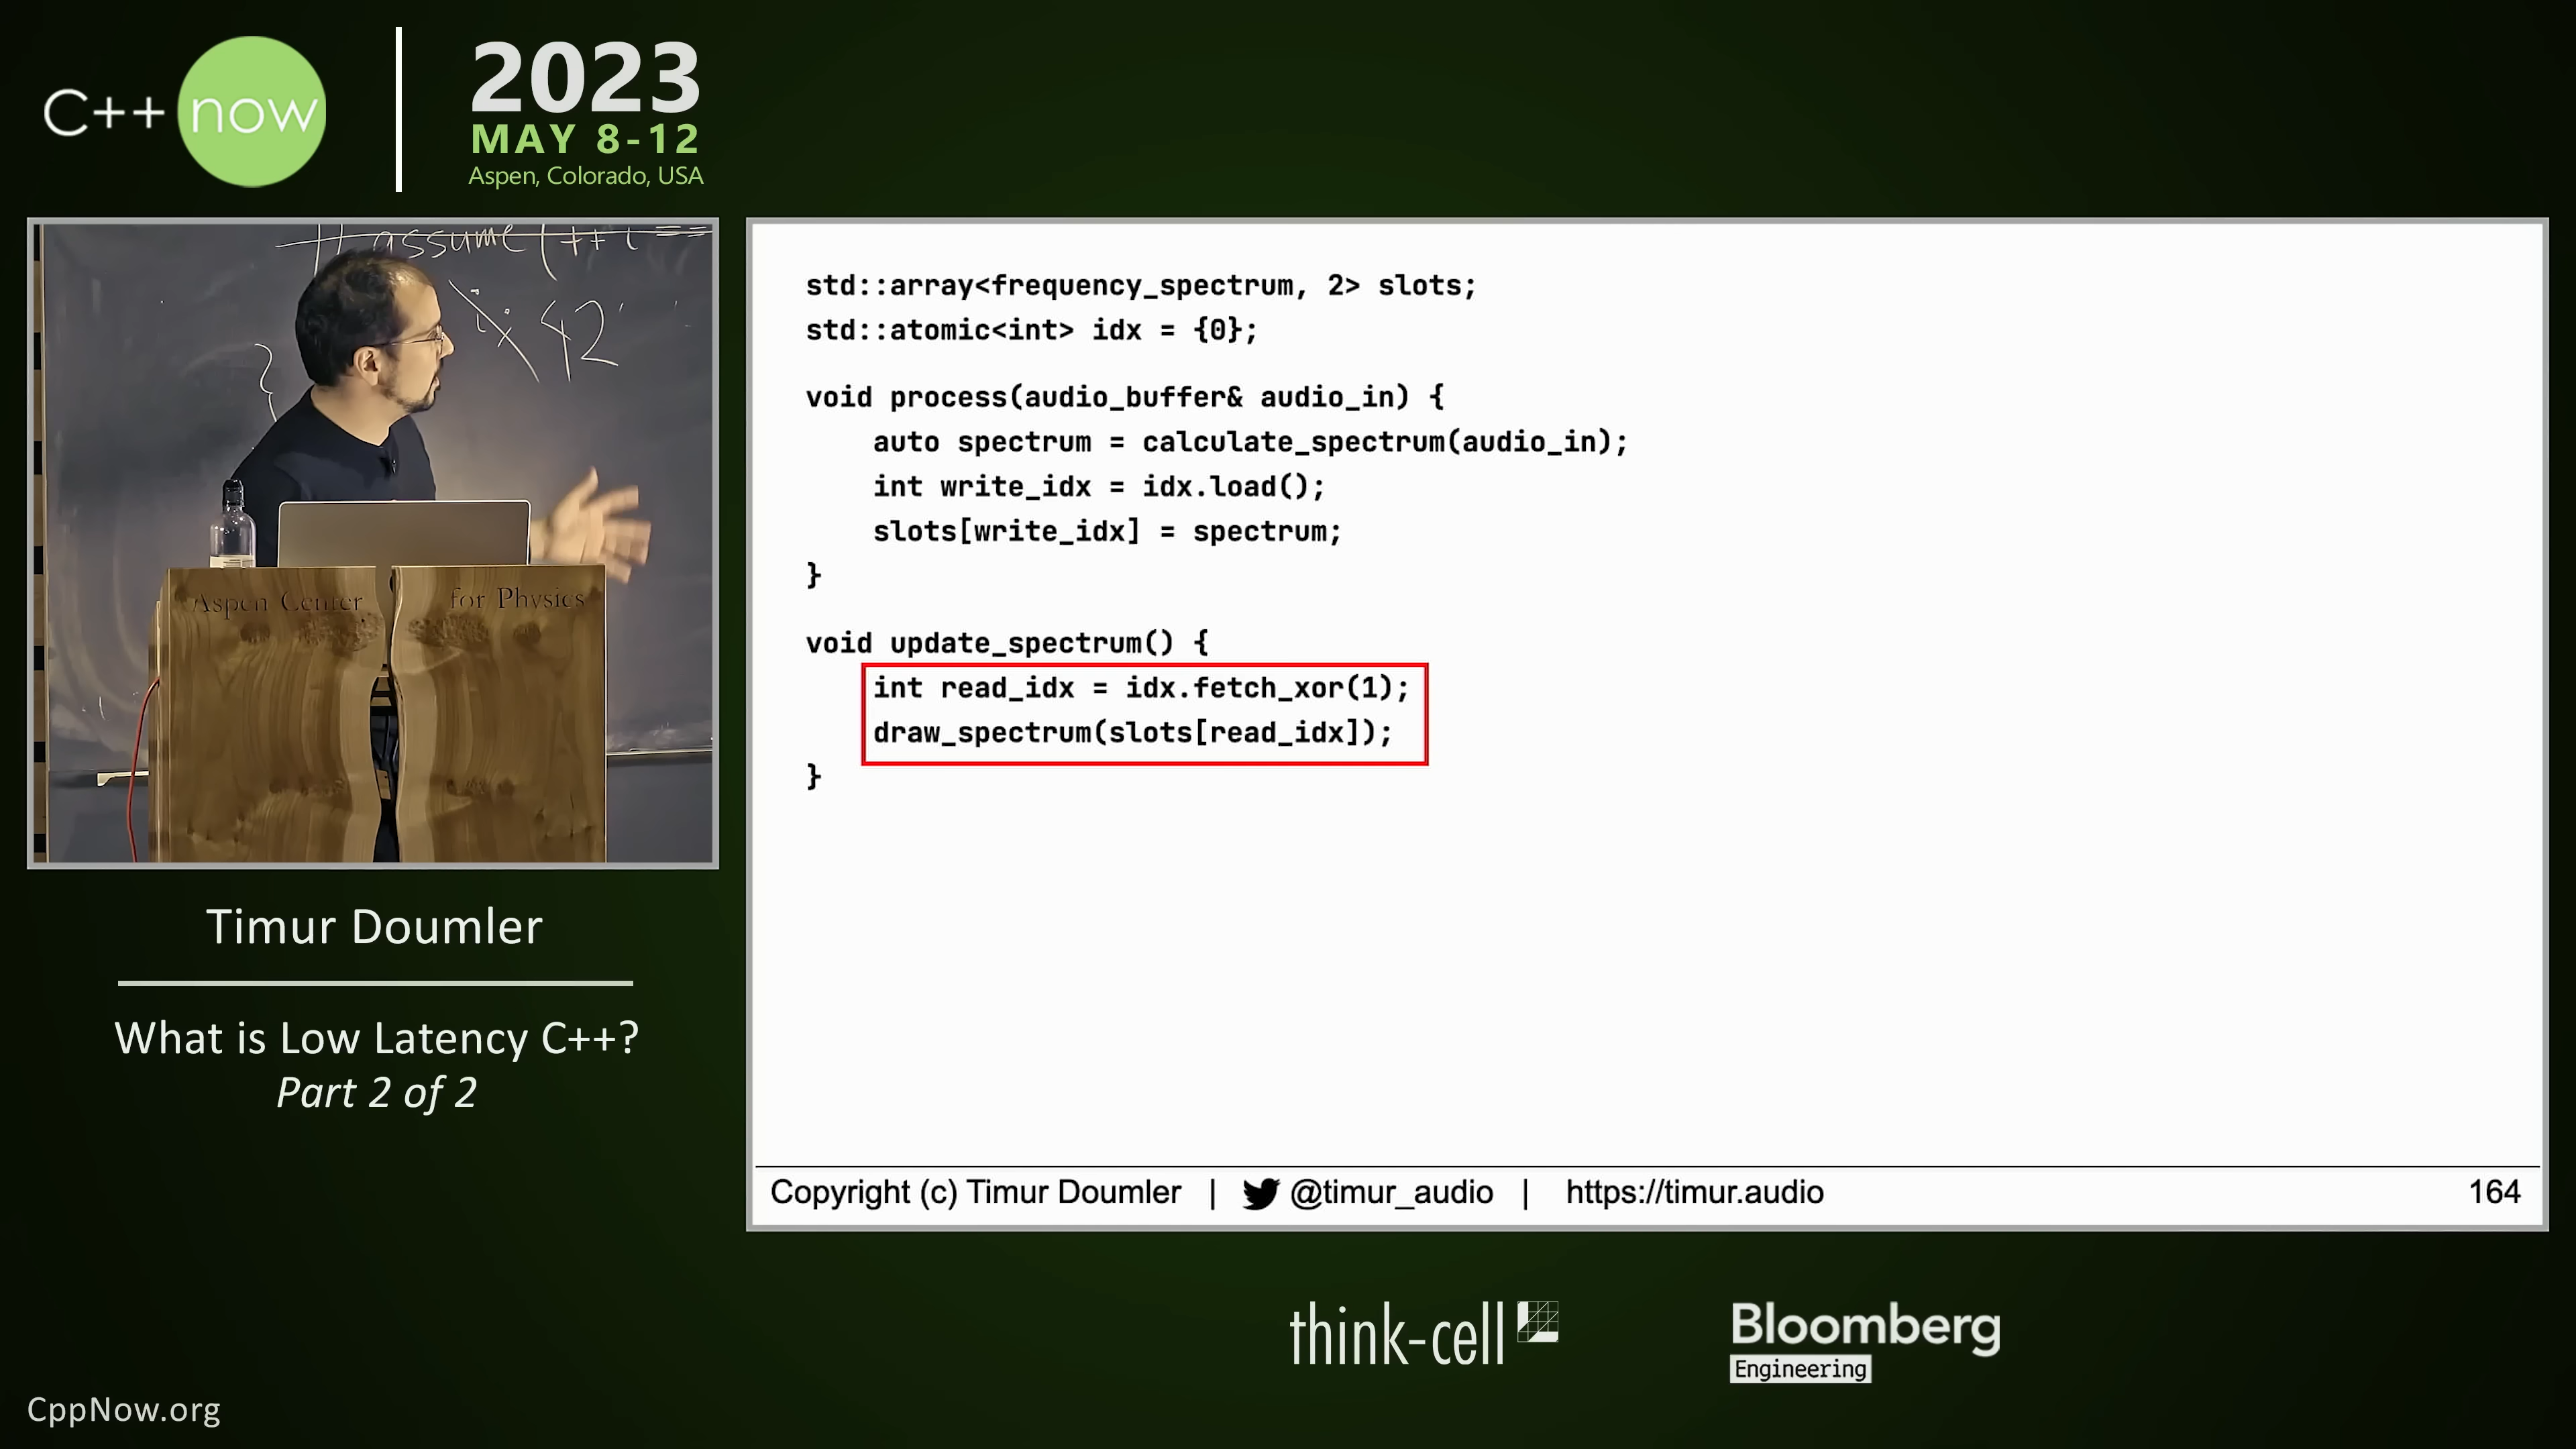 C++ now
2023
MAY 8-12
Aspen, Colorado, USA
assume(++i ==
42
Aspen Center for Physics
Timur Doumler
What is Low Latency C++?
Part 2 of 2
std::array<frequency_spectrum, 2> slots;
std::atomic<int> idx = {0};
void process(audio_buffer& audio_in) {
auto spectrum = calculate_spectrum(audio_in);
int write_idx = idx.load();
slots[write_idx] = spectrum;
}
void update_spectrum() {
int read_idx = idx.fetch_xor(1);
draw_spectrum(slots[read_idx]);
}
Copyright (c) Timur Doumler | @timur_audio | https://timur.audio 164
think-cell
Bloomberg
Engineering
CppNow.org